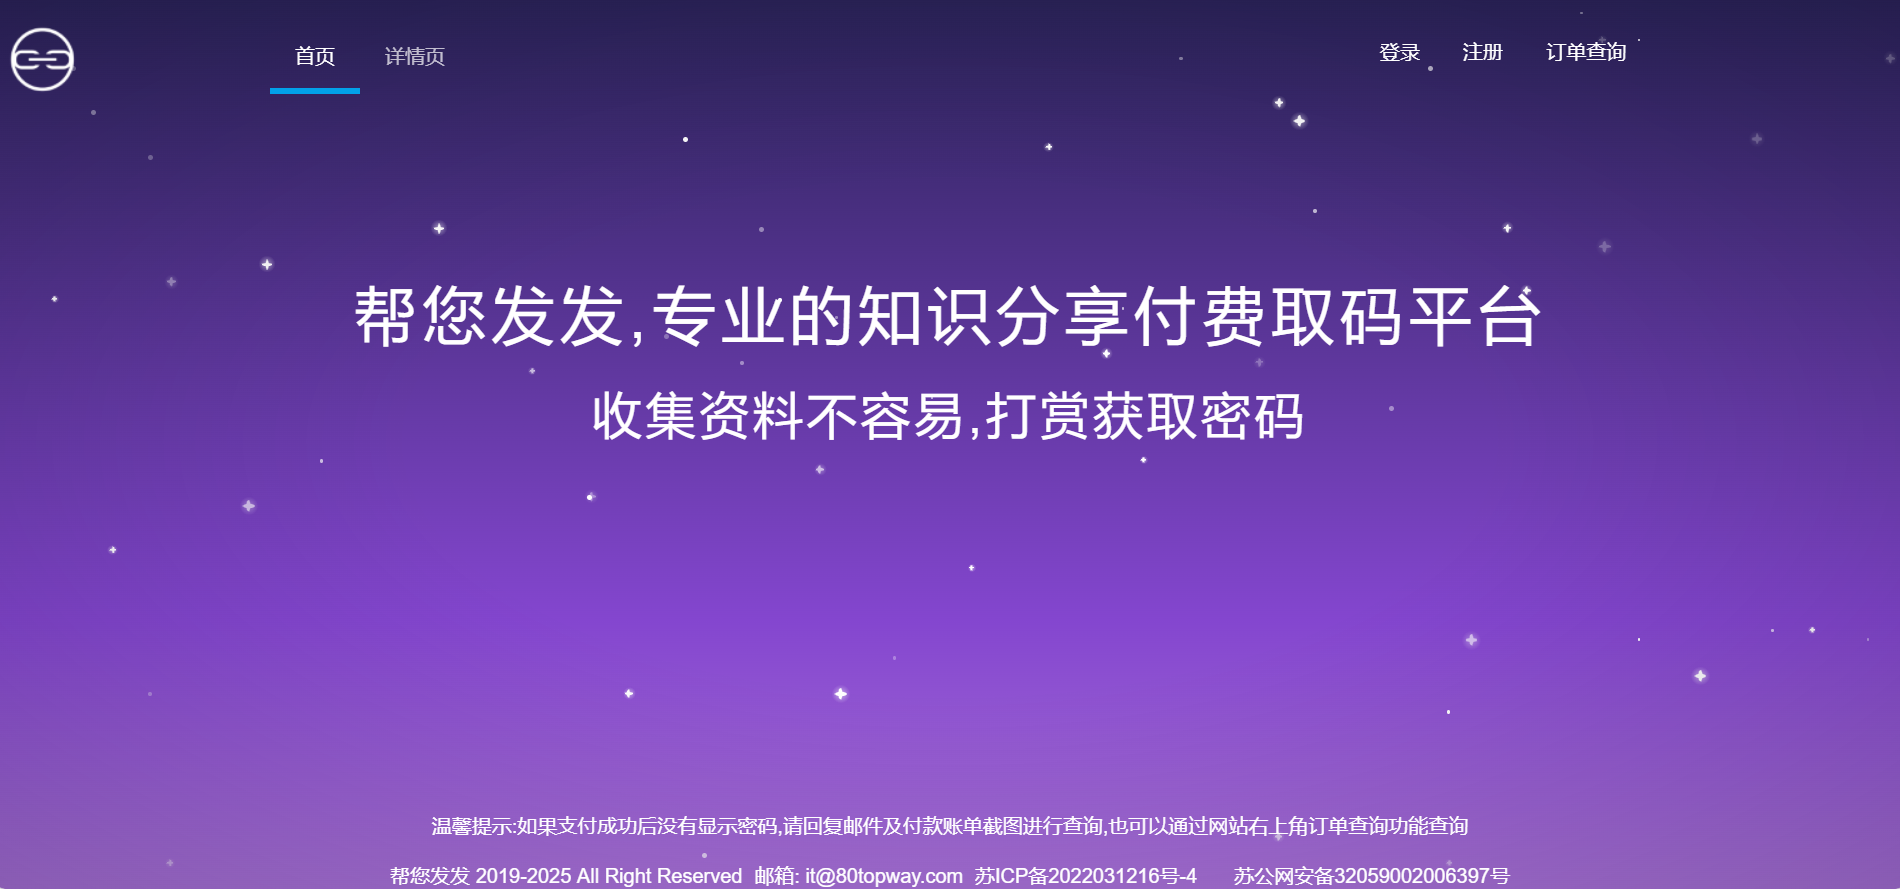 首页 详情页 登录 注册 订单查询
帮您发发,专业的知识分享付费取码平台
收集资料不容易,打赏获取密码
温馨提示:如果支付成功后没有显示密码,请回复邮件及付款账单截图进行查询,也可以通过网站右上角订单查询功能查询
帮您发发 2019-2025 All Right Reserved 邮箱: it@80topway.com 苏ICP备2022031216号-4 苏公网安备32059002006397号